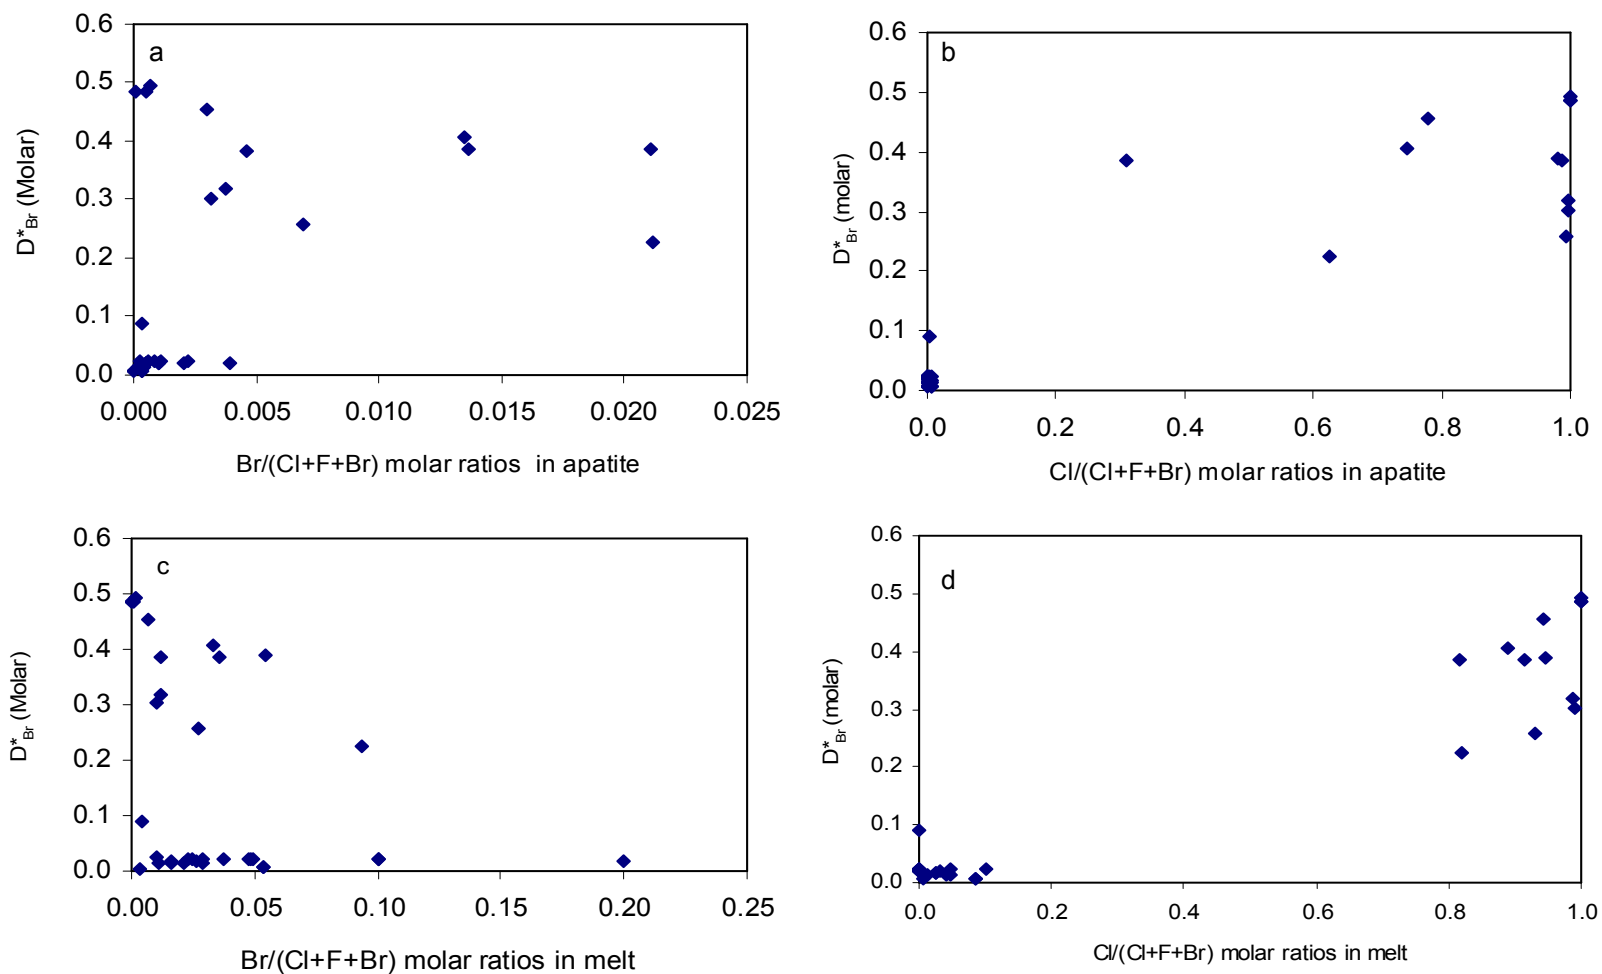 a
0.6
0.5
0.4
0.3
0.2
0.1
0.0
D*Br (Molar)
0.000 0.005 0.010 0.015 0.020 0.025
Br/(Cl+F+Br) molar ratios in apatite
b
0.6
0.5
0.4
0.3
0.2
0.1
0.0
D*Br (molar)
0.0 0.2 0.4 0.6 0.8 1.0
Cl/(Cl+F+Br) molar ratios in apatite
c
0.6
0.5
0.4
0.3
0.2
0.1
0.0
D*Br (Molar)
0.00 0.05 0.10 0.15 0.20 0.25
Br/(Cl+F+Br) molar ratios in melt
d
0.6
0.5
0.4
0.3
0.2
0.1
0.0
D*Br (molar)
0.0 0.2 0.4 0.6 0.8 1.0
Cl/(Cl+F+Br) molar ratios in melt